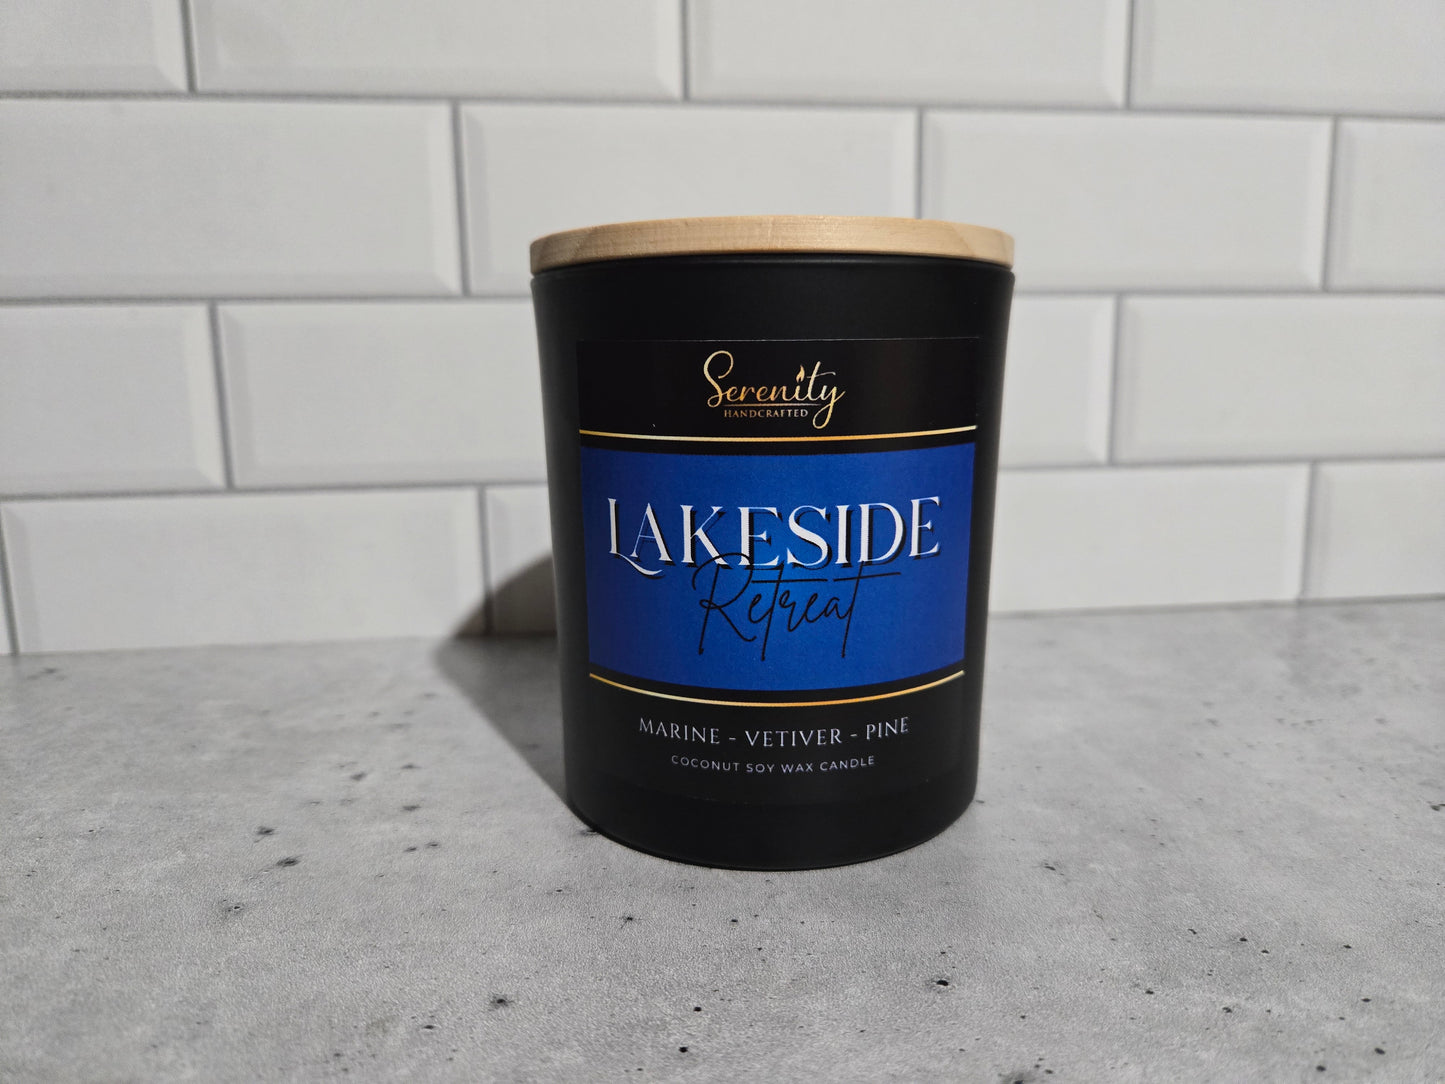 Serenity
HANDCRAFTED
LAKESIDE
Retreat
MARINE - VETIVER - PINE
COCONUT SOY WAX CANDLE